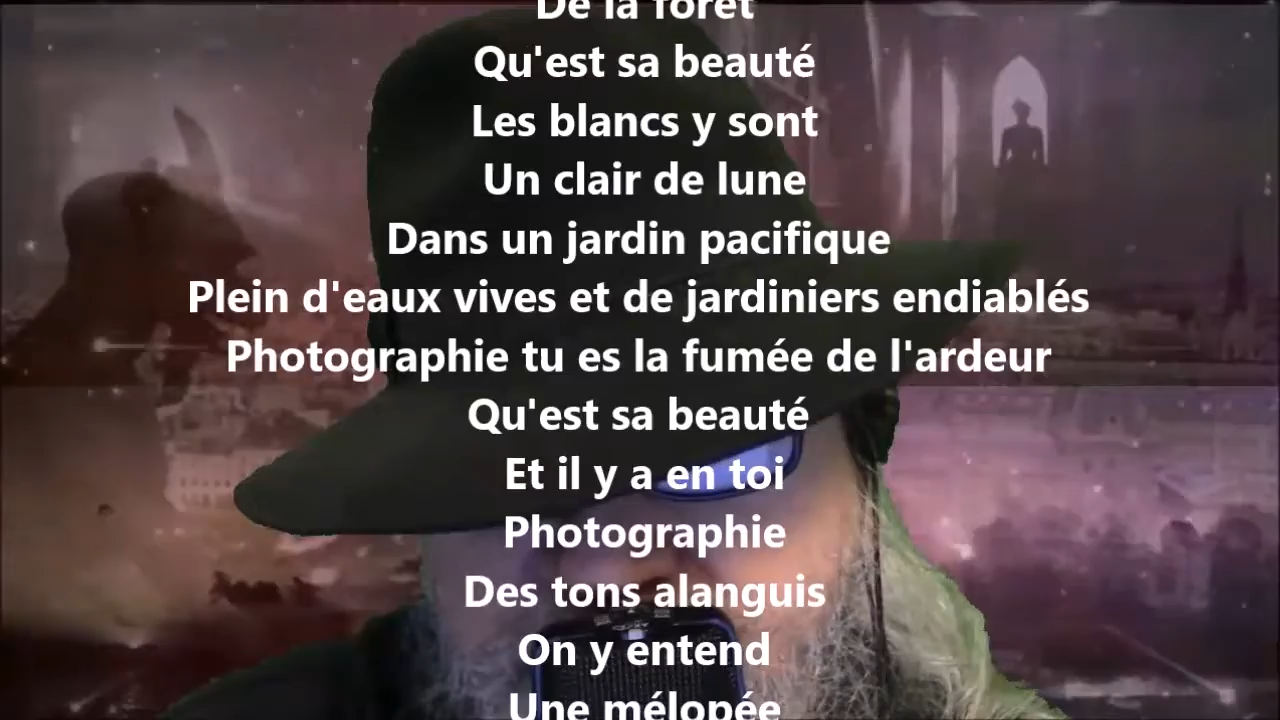 De la forêt
Qu'est sa beauté
Les blancs y sont
Un clair de lune
Dans un jardin pacifique
Plein d'eaux vives et de jardiniers endiablés
Photographie tu es la fumée de l'ardeur
Qu'est sa beauté
Et il y a en toi
Photographie
Des tons alanguis
On y entend
Une mélopée